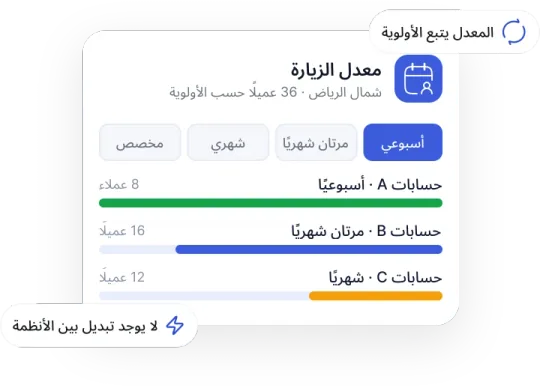 المعدل يتبع الأولوية
معدل الزيارة
شمال الرياض · 36 عميلًا حسب الأولوية
أسبوعي
مرتان شهريًا
شهري
مخصص
حسابات A · أسبوعيًا
8 عملاء
حسابات B · مرتان شهريًا
16 عميلًا
حسابات C · شهريًا
12 عميلًا
لا يوجد تبديل بين الأنظمة